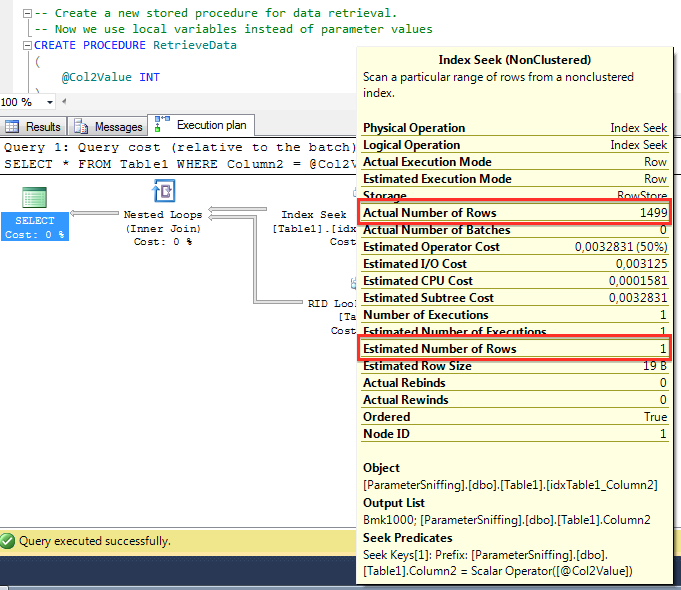 -- Create a new stored procedure for data retrieval.
-- Now we use local variables instead of parameter values
CREATE PROCEDURE RetrieveData
(
@Col2Value INT
100 %
Results Messages Execution plan
Query 1: Query cost (relative to the batch)
SELECT * FROM Table1 WHERE Column2 = @Col2V
SELECT
Cost: 0 %
Nested Loops
(Inner Join)
Cost: 0 %
Index Seek
[Table1].[idx
Cost
RID Loo
[Ta
Cost
Query executed successfully.
Index Seek (NonClustered)
Scan a particular range of rows from a nonclustered
index.
Physical Operation Index Seek
Logical Operation Index Seek
Actual Execution Mode Row
Estimated Execution Mode Row
Storage RowStore
Actual Number of Rows 1499
Actual Number of Batches 0
Estimated Operator Cost 0,0032831 (50%)
Estimated I/O Cost 0,003125
Estimated CPU Cost 0,0001581
Estimated Subtree Cost 0,0032831
Number of Executions 1
Estimated Number of Executions 1
Estimated Number of Rows 1
Estimated Row Size 19 B
Actual Rebinds 0
Actual Rewinds 0
Ordered True
Node ID 1
Object
[ParameterSniffing].[dbo].[Table1].[idxTable1_Column2]
Output List
Bmk1000; [ParameterSniffing].[dbo].[Table1].Column2
Seek Predicates
Seek Keys[1]: Prefix: [ParameterSniffing].[dbo].
[Table1].Column2 = Scalar Operator([@Col2Value])